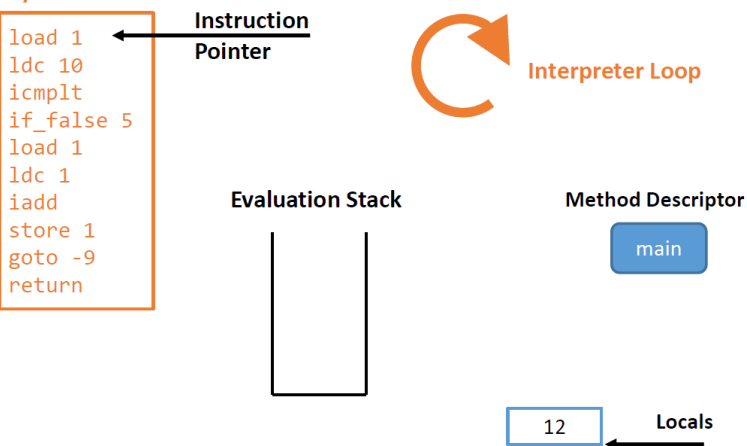 load 1
ldc 10
icmplt
if_false 5
load 1
ldc 1
iadd
store 1
goto -9
return
Instruction
Pointer
Interpreter Loop
Evaluation Stack
Method Descriptor
main
12
Locals